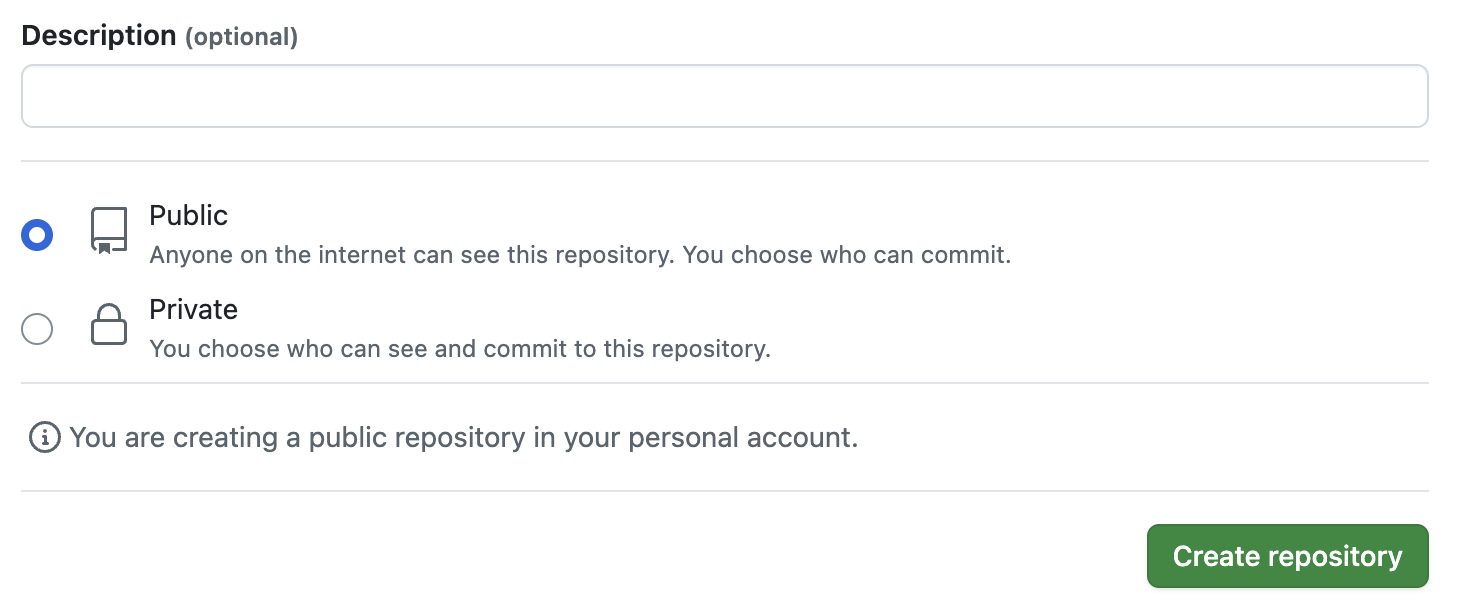 Description (optional)
Public
Anyone on the internet can see this repository. You choose who can commit.
Private
You choose who can see and commit to this repository.
You are creating a public repository in your personal account.
Create repository